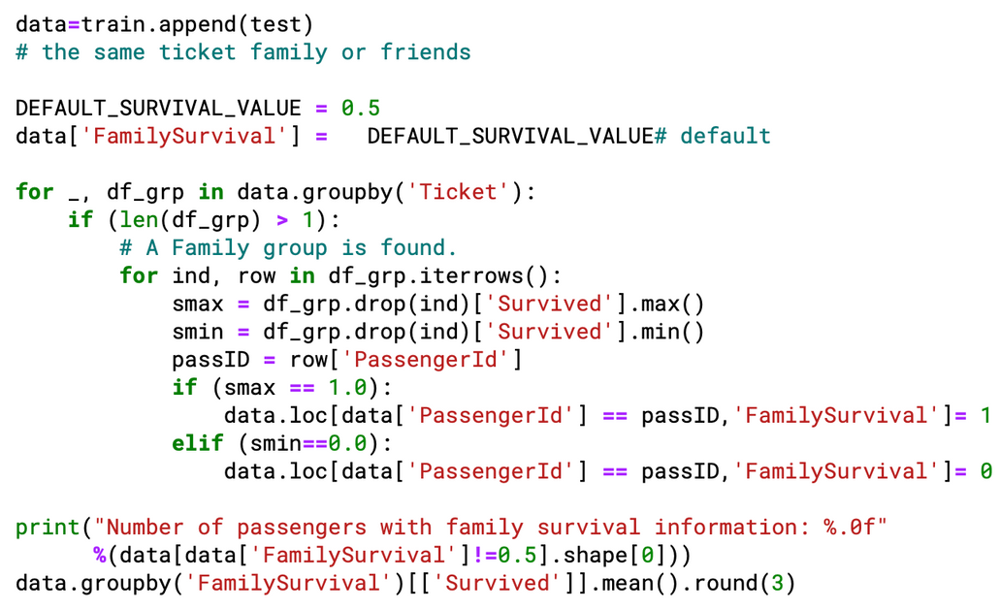 data=train.append(test)
# the same ticket family or friends

DEFAULT_SURVIVAL_VALUE = 0.5
data['FamilySurvival'] =   DEFAULT_SURVIVAL_VALUE# default

for _, df_grp in data.groupby('Ticket'):
    if (len(df_grp) > 1):
        # A Family group is found.
        for ind, row in df_grp.iterrows():
            smax = df_grp.drop(ind)['Survived'].max()
            smin = df_grp.drop(ind)['Survived'].min()
            passID = row['PassengerId']
            if (smax == 1.0):
                data.loc[data['PassengerId'] == passID,'FamilySurvival']= 1
            elif (smin==0.0):
                data.loc[data['PassengerId'] == passID,'FamilySurvival']= 0

print("Number of passengers with family survival information: %.0f"
      %(data[data['FamilySurvival']!=0.5].shape[0]))
data.groupby('FamilySurvival')[['Survived']].mean().round(3)